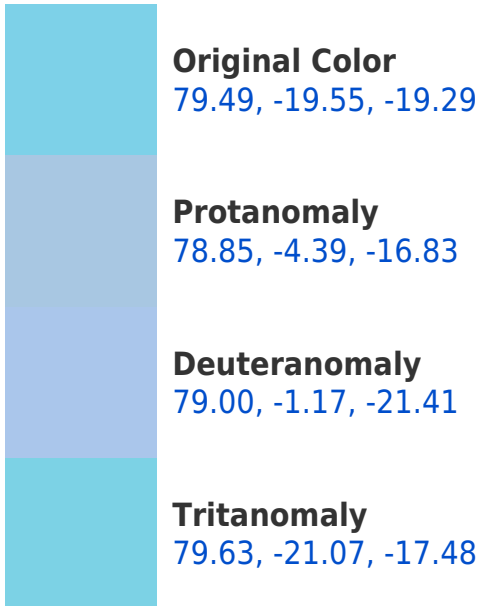 Original Color
79.49, -19.55, -19.29
Protanomaly
78.85, -4.39, -16.83
Deuteranomaly
79.00, -1.17, -21.41
Tritanomaly
79.63, -21.07, -17.48